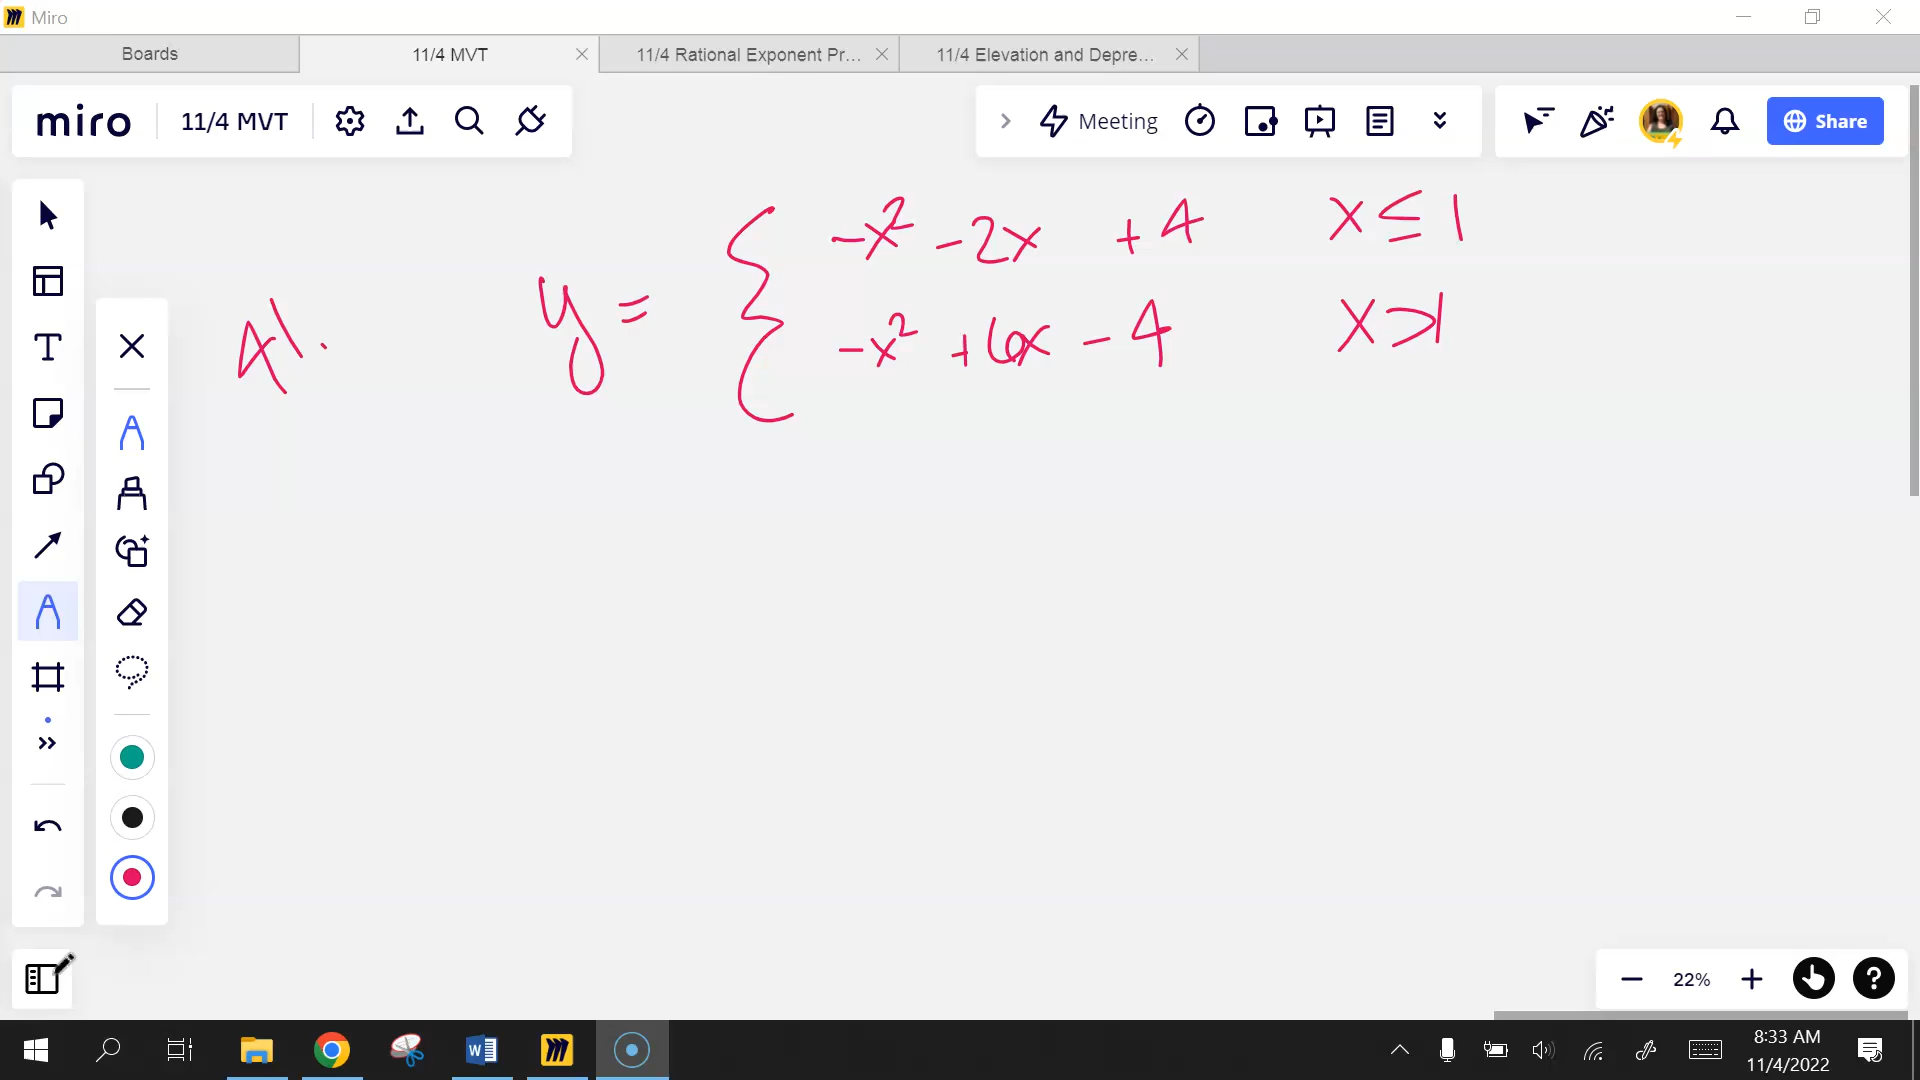 Miro
Boards
11/4 MVT
11/4 Rational Exponent Pr...
11/4 Elevation and Depre...
miro
11/4 MVT
Meeting
Share
41.
y = { -x² - 2x + 4 x ≤ 1
-x² + 6x - 4 x > 1
22%
8:33 AM
11/4/2022